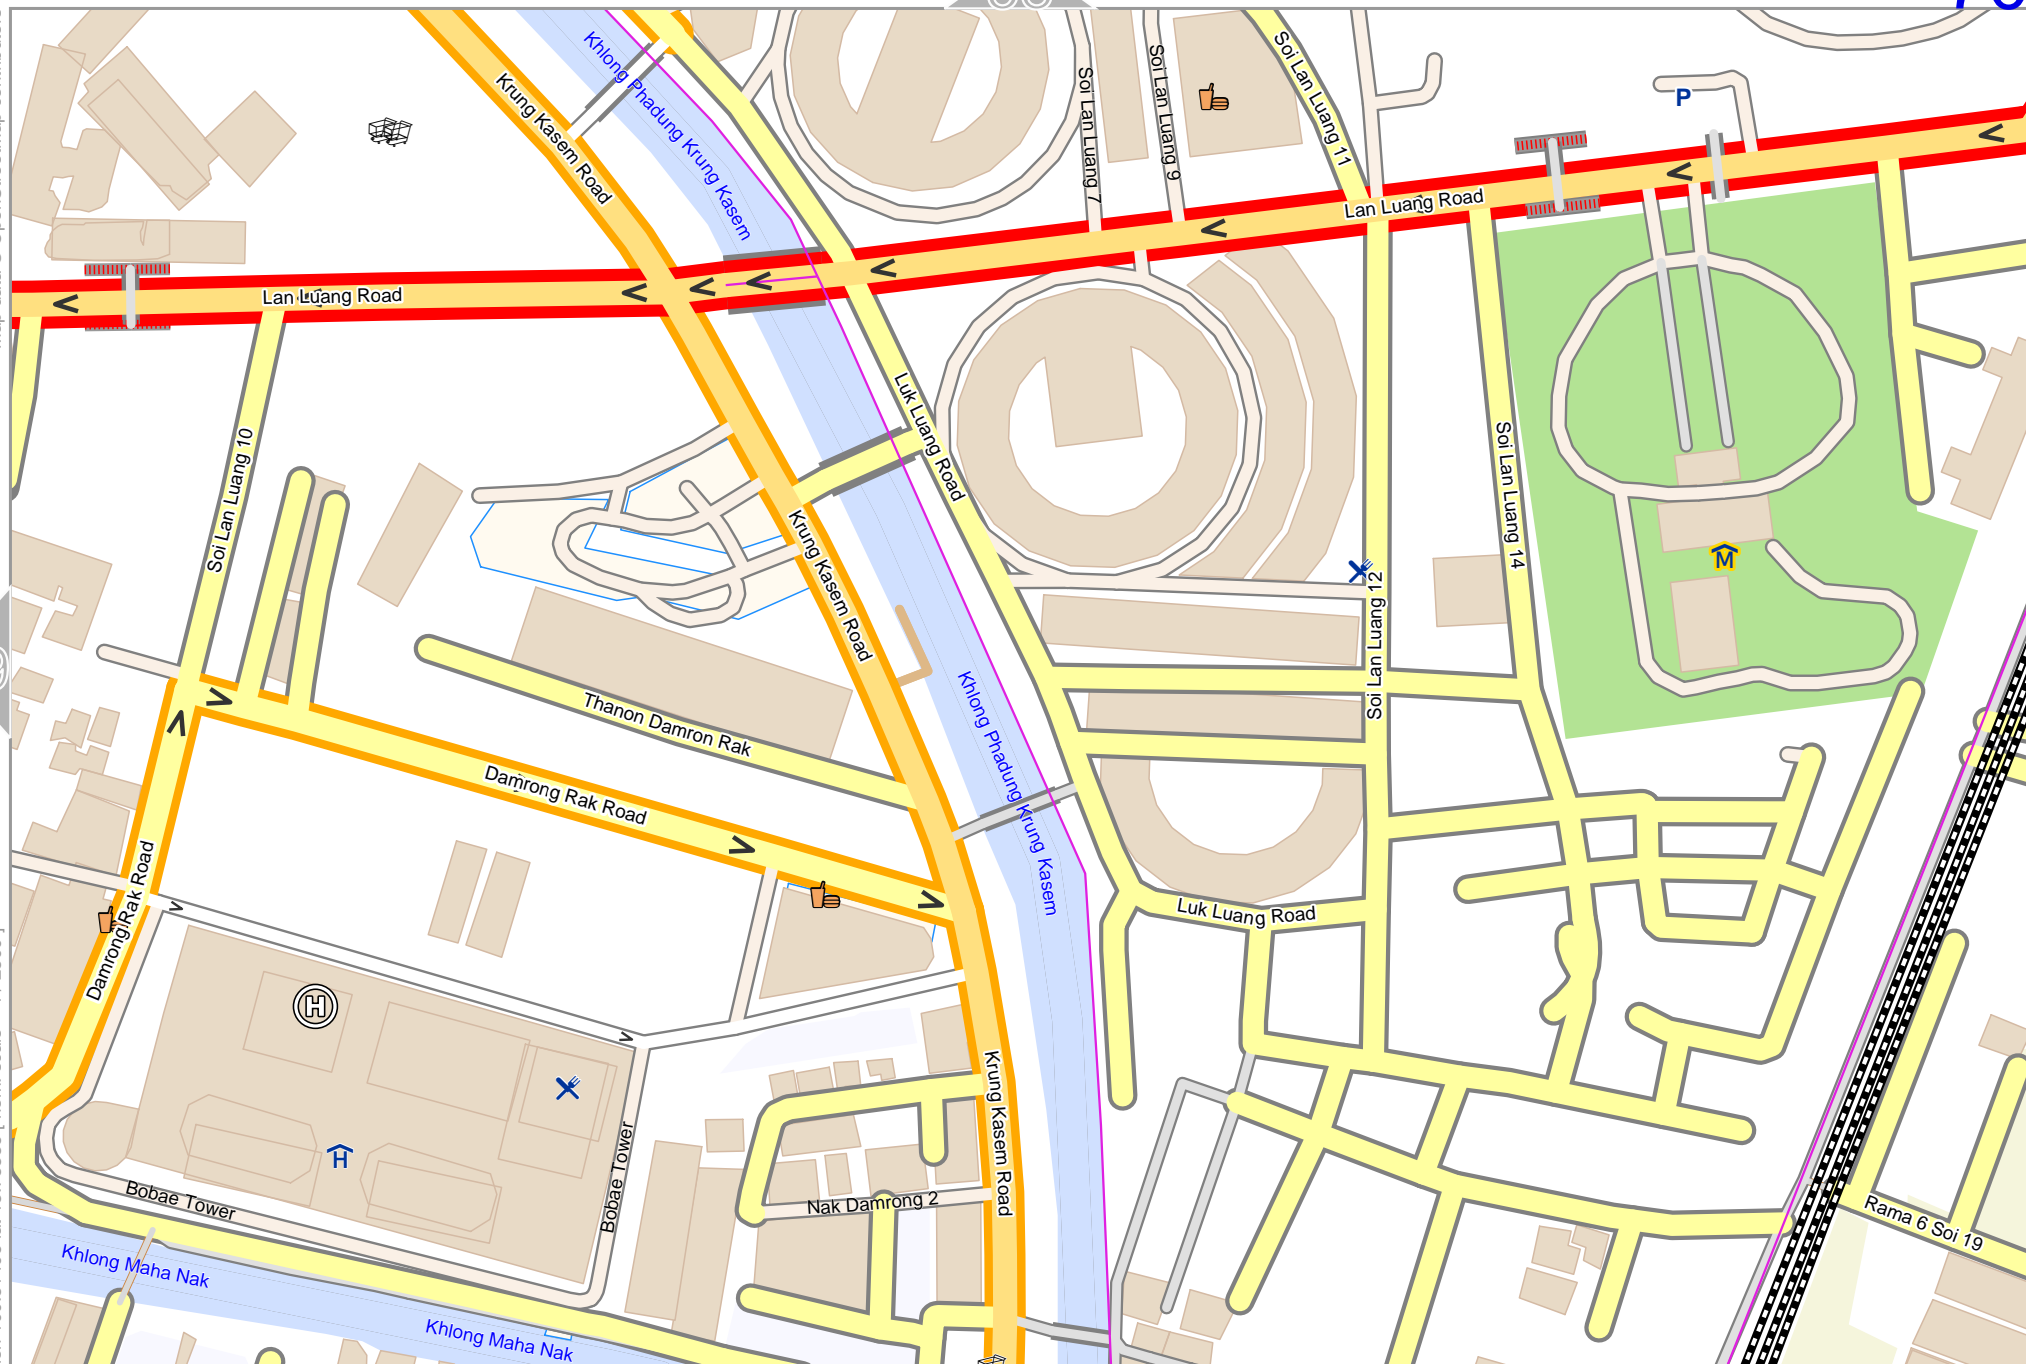 Khlong Phadung Krung Kasem
Krung Kasem Road
Soi Lan Luang 7
Soi Lan Luang 9
Soi Lan Luang 11
P
Lan Luang Road
Lan Luang Road
Luk Luang Road
Soi Lan Luang 10
Soi Lan Luang 14
Krung Kasem Road
Soi Lan Luang 12
M
Thanon Damron Rak
Khlong Phadung Krung Kasem
Damrong Rak Road
Damrong Rak Road
Luk Luang Road
H
Krung Kasem Road
Bobae Tower
H
Bobae Tower
Nak Damrong 2
Rama 6 Soi 19
Khlong Maha Nak
Khlong Maha Nak